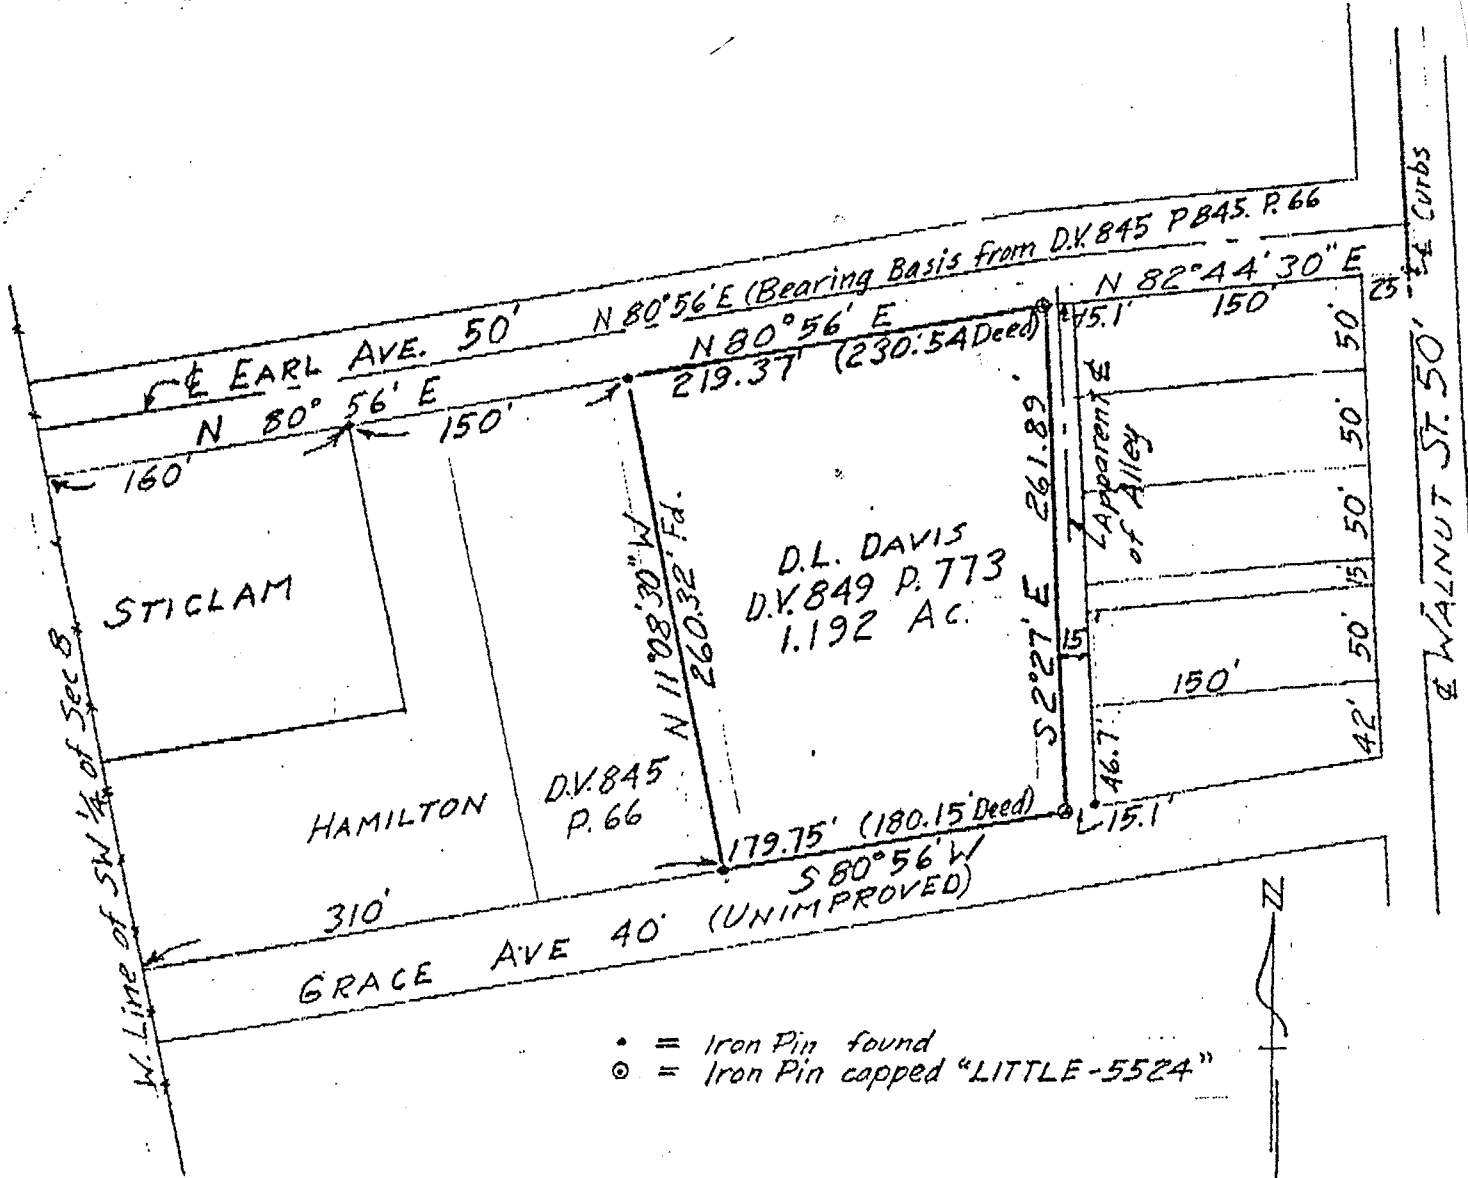 ℄ Curbs
N 80°56' E (Bearing Basis from D.V. 845 P845. P. 66
N 82°44'30" E
150'
25'
℄ EARL AVE. 50'
N 80°56' E
219.37' (230.54 Deed)
15.1'
N 80° 56' E
160'
150'
50'
50'
50'
15'
50'
42'
℄ WALNUT ST. 50'
Apparent ℄
of Alley
S 2°27' E 261.89
15
150'
46.7'
15.1'
N 11°08'30" W
260.32' Fd.
D.L. DAVIS
D.V. 849 P. 773
1.192 Ac.
STICLAM
W. Line of SW ¼ of Sec 8
HAMILTON
D.V. 845
P. 66
179.75' (180.15' Deed)
S 80°56' W
310'
GRACE AVE 40' (UNIMPROVED)
N
• = Iron Pin found
⊙ = Iron Pin capped "LITTLE-5524"